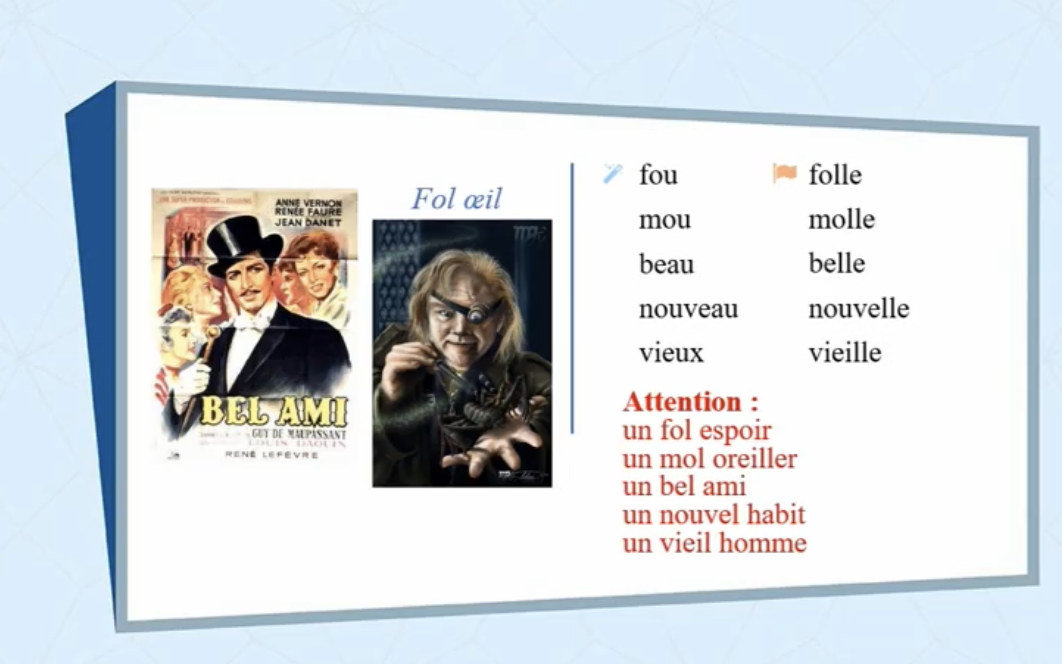 ANNE VERNON
RENÉE FAURE
JEAN DANET
BEL AMI
GUY DE MAUPASSANT
LOUIS DAQUIN
RENÉ LEFÈVRE
Fol œil
fou folle
mou molle
beau belle
nouveau nouvelle
vieux vieille
Attention :
un fol espoir
un mol oreiller
un bel ami
un nouvel habit
un vieil homme